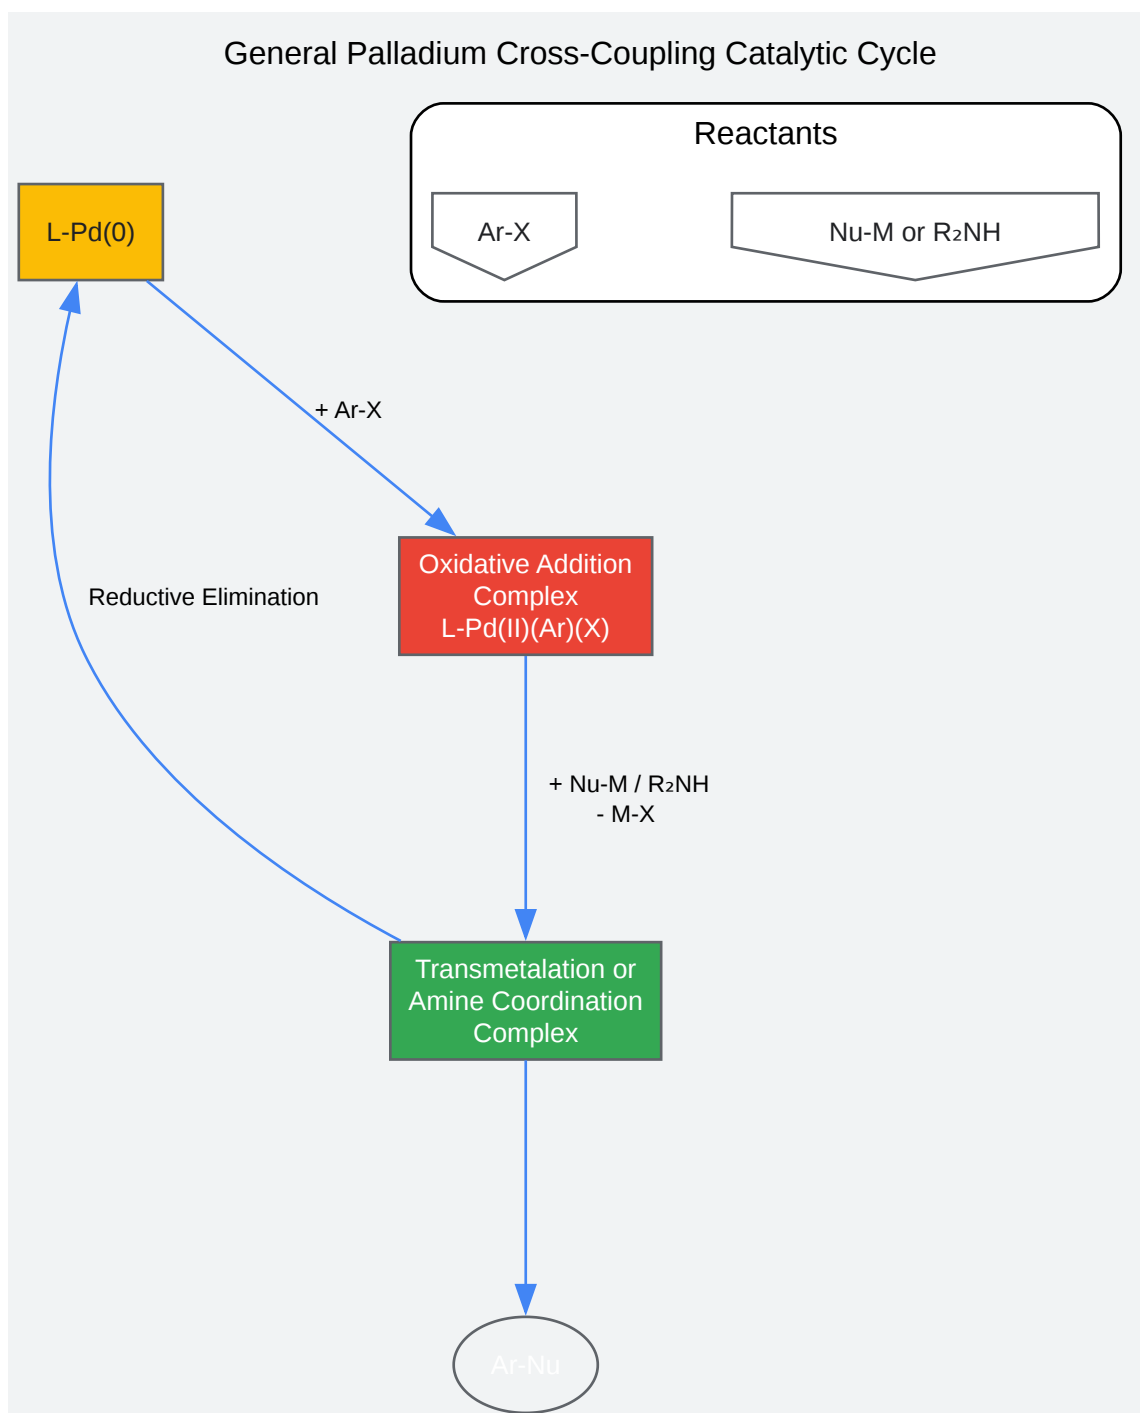 General Palladium Cross-Coupling Catalytic Cycle
Reactants
L-Pd(0)
Ar-X
Nu-M or R₂NH
+ Ar-X
Oxidative Addition
Complex
L-Pd(II)(Ar)(X)
Reductive Elimination
+ Nu-M / R₂NH
- M-X
Transmetalation or
Amine Coordination
Complex
Ar-Nu